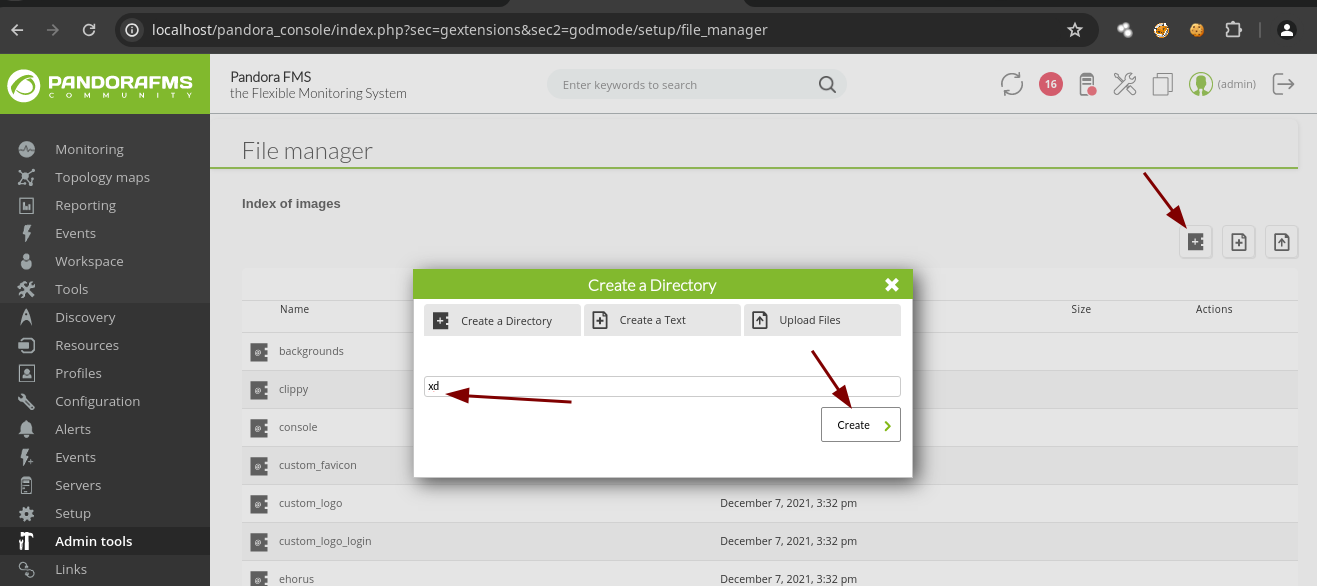 localhost/pandora_console/index.php?sec=gextensions&sec2=godmode/setup/file_manager
PANDORAFMS
COMMUNITY
Pandora FMS
the Flexible Monitoring System
Enter keywords to search
16
(admin)
Monitoring
Topology maps
Reporting
Events
Workspace
Tools
Discovery
Resources
Profiles
Configuration
Alerts
Events
Servers
Setup
Admin tools
Links
File manager
Index of images
Name
Size
Actions
backgrounds
clippy
console
custom_favicon
custom_logo
December 7, 2021, 3:32 pm
custom_logo_login
December 7, 2021, 3:32 pm
ehorus
December 7, 2021, 3:32 pm
Create a Directory
Create a Directory
Create a Text
Upload Files
xd
Create